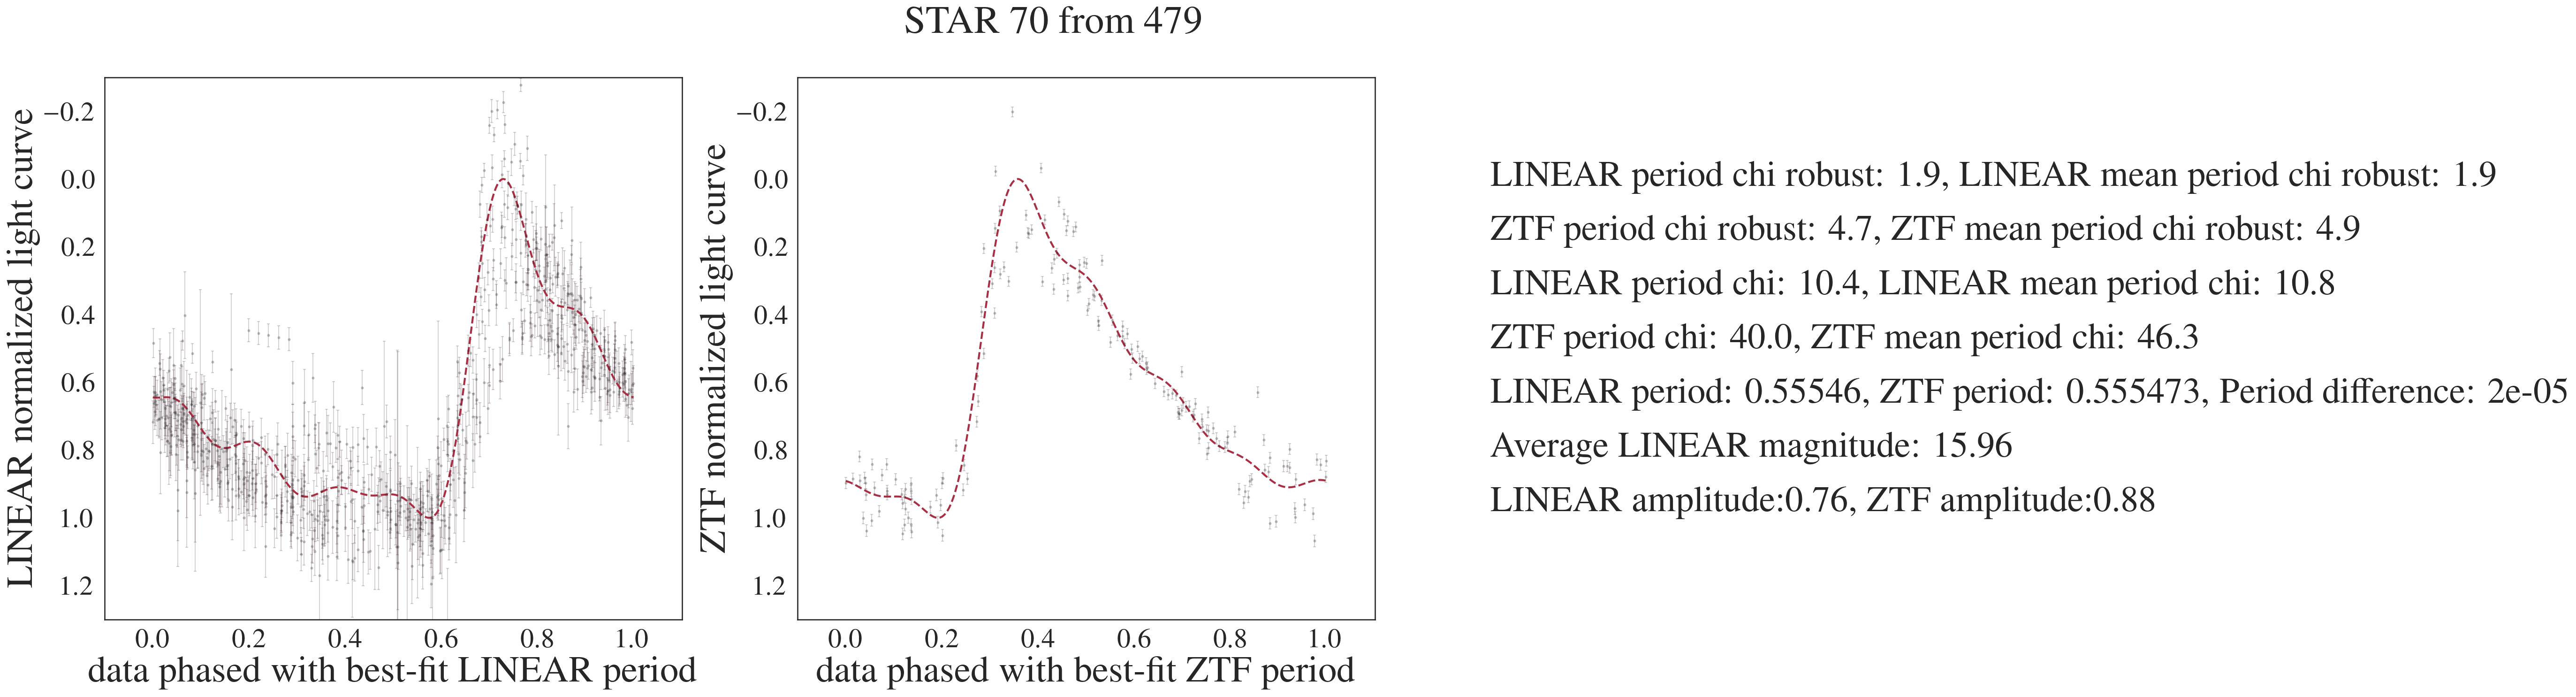 STAR 70 from 479
LINEAR normalized light curve
−0.2
0.0
0.2
0.4
0.6
0.8
1.0
1.2
0.0 0.2 0.4 0.6 0.8 1.0
data phased with best-fit LINEAR period
ZTF normalized light curve
−0.2
0.0
0.2
0.4
0.6
0.8
1.0
1.2
0.0 0.2 0.4 0.6 0.8 1.0
data phased with best-fit ZTF period
LINEAR period chi robust: 1.9, LINEAR mean period chi robust: 1.9
ZTF period chi robust: 4.7, ZTF mean period chi robust: 4.9
LINEAR period chi: 10.4, LINEAR mean period chi: 10.8
ZTF period chi: 40.0, ZTF mean period chi: 46.3
LINEAR period: 0.55546, ZTF period: 0.555473, Period difference: 2e-05
Average LINEAR magnitude: 15.96
LINEAR amplitude:0.76, ZTF amplitude:0.88